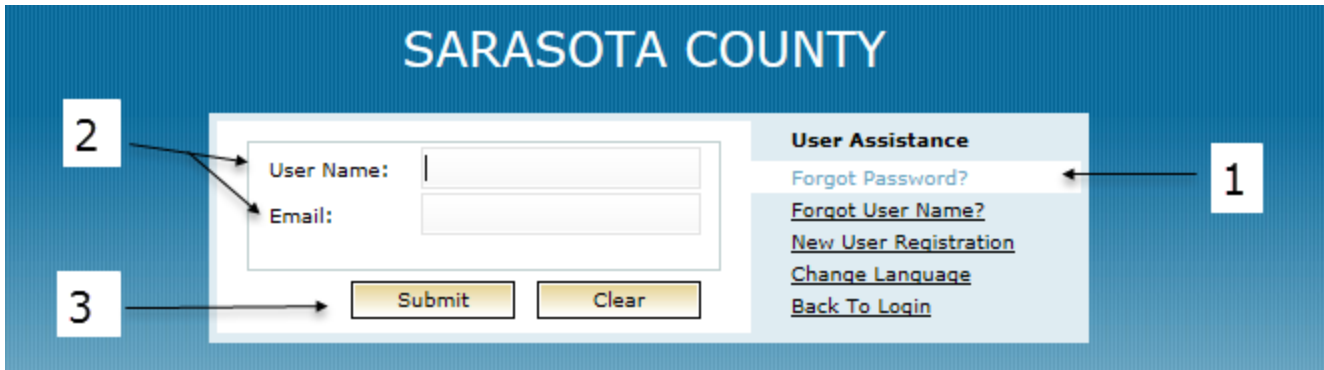 SARASOTA COUNTY
2
User Name:
Email:
3
Submit
Clear
User Assistance
Forgot Password?
Forgot User Name?
New User Registration
Change Language
Back To Login
1